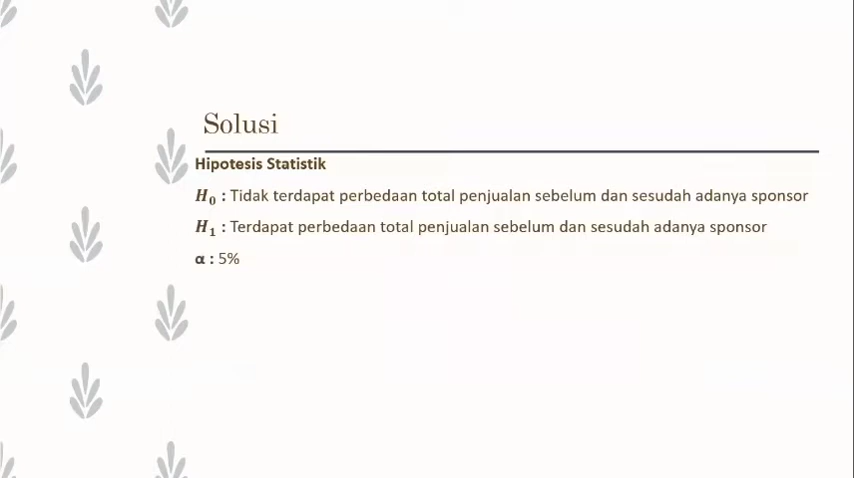 Solusi
Hipotesis Statistik
H₀ : Tidak terdapat perbedaan total penjualan sebelum dan sesudah adanya sponsor
H₁ : Terdapat perbedaan total penjualan sebelum dan sesudah adanya sponsor
α : 5%